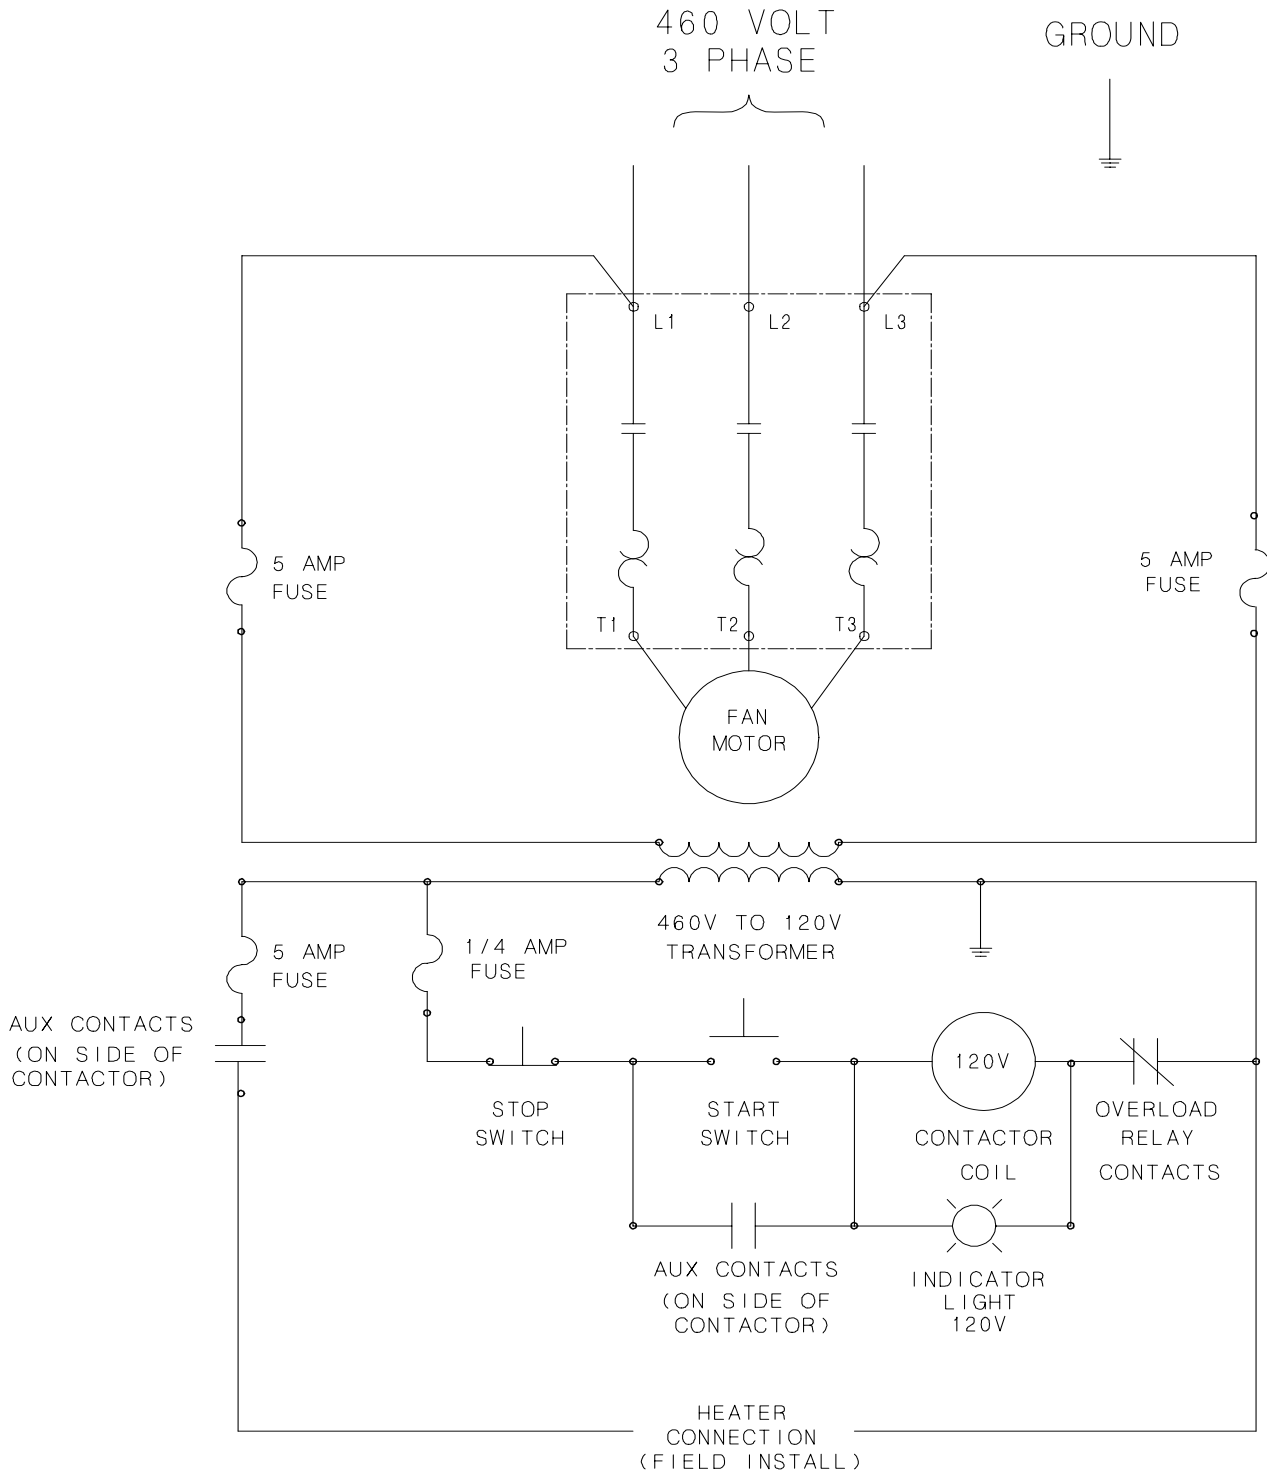 460 VOLT
3 PHASE
GROUND
L1
L2
L3
5 AMP
FUSE
5 AMP
FUSE
T1
T2
T3
FAN
MOTOR
460V TO 120V
TRANSFORMER
5 AMP
FUSE
1/4 AMP
FUSE
AUX CONTACTS
(ON SIDE OF
CONTACTOR)
120V
STOP
SWITCH
START
SWITCH
CONTACTOR
COIL
OVERLOAD
RELAY
CONTACTS
AUX CONTACTS
(ON SIDE OF
CONTACTOR)
INDICATOR
LIGHT
120V
HEATER
CONNECTION
(FIELD INSTALL)